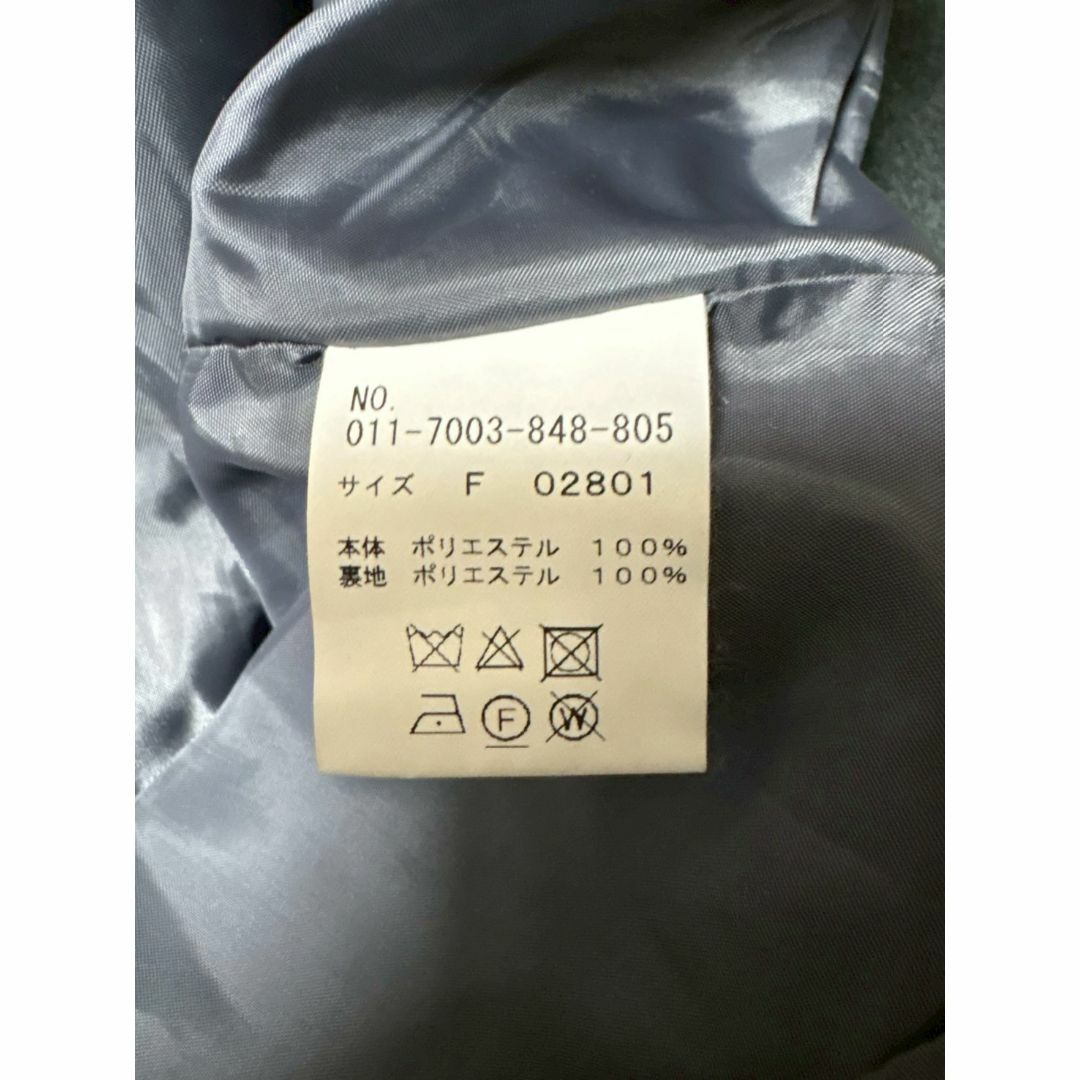 NO.
011-7003-848-805
サイズ F 02801
本体 ポリエステル 100%
裏地 ポリエステル 100%
F W